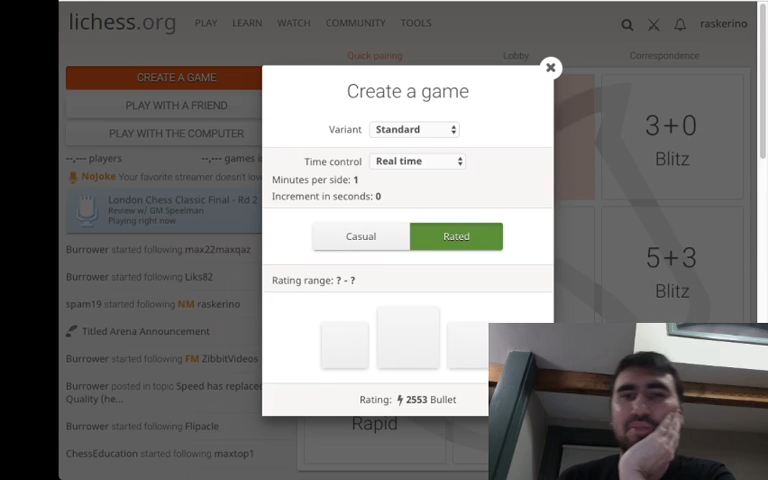 lichess.org PLAY LEARN WATCH COMMUNITY TOOLS raskerino
Quick pairing Lobby Correspondence
CREATE A GAME
PLAY WITH A FRIEND
PLAY WITH THE COMPUTER
--,--- players --,--- games i
NoJoke Your favorite streamer doesn't lov
London Chess Classic Final - Rd 2
Review w/ GM Speelman
Playing right now
Burrower started following max22maxqaz
Burrower started following Liks82
spam19 started following NM raskerino
Titled Arena Announcement
Burrower started following FM ZibbitVideos
Burrower posted in topic Speed has replaced
Quality (he...
Burrower started following Flipacle
ChessEducation started following maxtop1
Create a game
Variant Standard
Time control Real time
Minutes per side: 1
Increment in seconds: 0
Casual Rated
Rating range: ? - ?
Rating: 2553 Bullet
3+0
Blitz
5+3
Blitz
Rapid